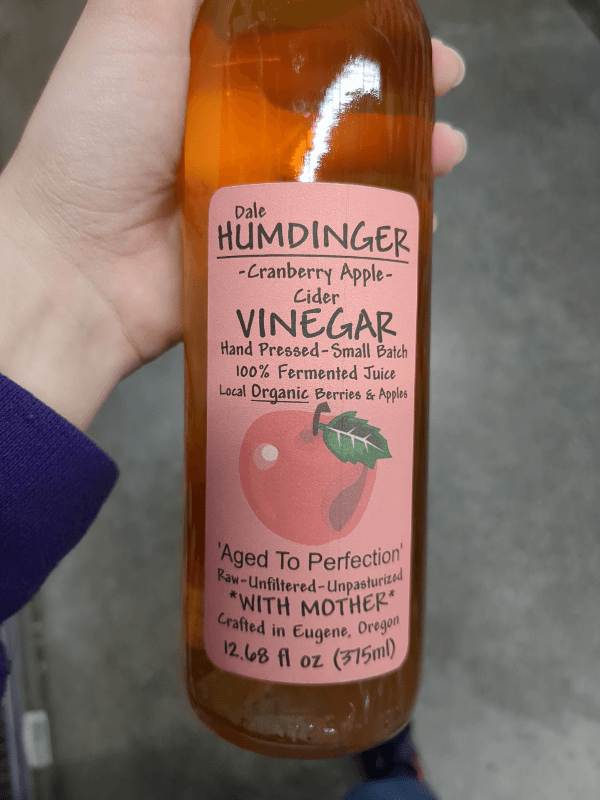 Dale
HUMDINGER
-Cranberry Apple-
Cider
VINEGAR
Hand Pressed-Small Batch
100% Fermented Juice
Local Organic Berries & Apples
'Aged To Perfection'
Raw-Unfiltered-Unpasturized
*WITH MOTHER*
Crafted in Eugene, Oregon
12.68 fl oz (375ml)